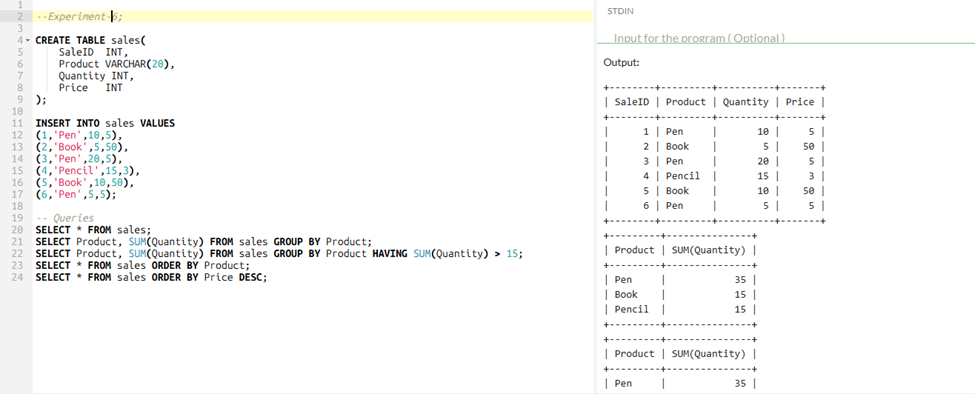 1
2 --Experiment-6;
3
4 CREATE TABLE sales(
5     SaleID  INT,
6     Product VARCHAR(20),
7     Quantity INT,
8     Price   INT
9 );
10
11 INSERT INTO sales VALUES
12 (1,'Pen',10,5),
13 (2,'Book',5,50),
14 (3,'Pen',20,5),
15 (4,'Pencil',15,3),
16 (5,'Book',10,50),
17 (6,'Pen',5,5);
18
19 -- Queries
20 SELECT * FROM sales;
21 SELECT Product, SUM(Quantity) FROM sales GROUP BY Product;
22 SELECT Product, SUM(Quantity) FROM sales GROUP BY Product HAVING SUM(Quantity) > 15;
23 SELECT * FROM sales ORDER BY Product;
24 SELECT * FROM sales ORDER BY Price DESC;
STDIN
Input for the program ( Optional )
Output:
+--------+---------+----------+-------+
| SaleID | Product | Quantity | Price |
+--------+---------+----------+-------+
|      1 | Pen     |       10 |     5 |
|      2 | Book    |        5 |    50 |
|      3 | Pen     |       20 |     5 |
|      4 | Pencil  |       15 |     3 |
|      5 | Book    |       10 |    50 |
|      6 | Pen     |        5 |     5 |
+--------+---------+----------+-------+
+---------+---------------+
| Product | SUM(Quantity) |
+---------+---------------+
| Pen     |            35 |
| Book    |            15 |
| Pencil  |            15 |
+---------+---------------+
+---------+---------------+
| Product | SUM(Quantity) |
+---------+---------------+
| Pen     |            35 |